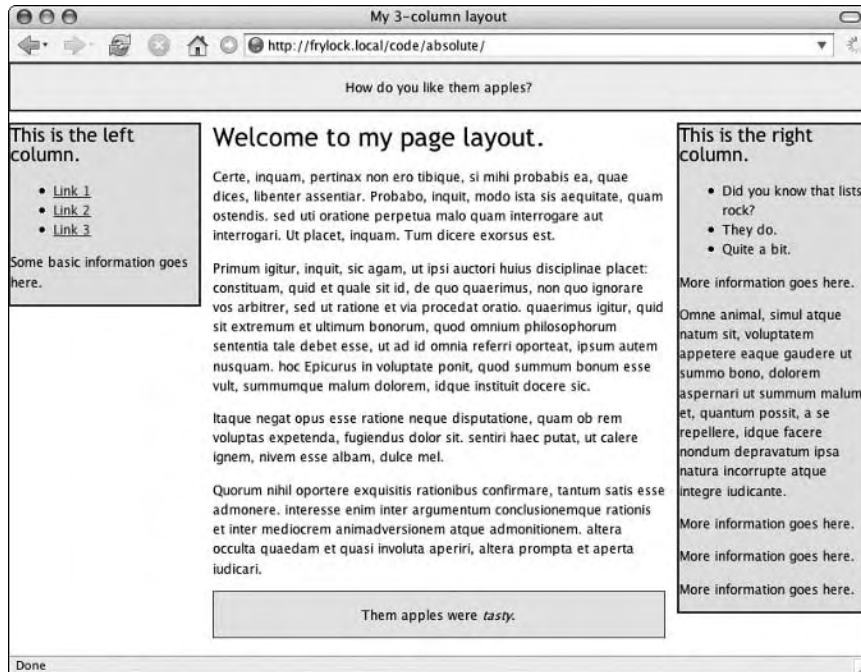 My 3-column layout
http://frylock.local/code/absolute/
How do you like them apples?
This is the left
column.
Link 1
Link 2
Link 3
Some basic information goes
here.
Welcome to my page layout.
Certe, inquam, pertinax non ero tibique, si mihi probabis ea, quae
dices, libenter assentiar. Probabo, inquit, modo ista sis aequitate, quam
ostendis. sed uti oratione perpetua malo quam interrogare aut
interrogari. Ut placet, inquam. Tum dicere exorsus est.
Primum igitur, inquit, sic agam, ut ipsi auctori huius disciplinae placet:
constituam, quid et quale sit id, de quo quaerimus, non quo ignorare
vos arbitrer, sed ut ratione et via procedat oratio. quaerimus igitur, quid
sit extremum et ultimum bonorum, quod omnium philosophorum
sententia tale debet esse, ut ad id omnia referri oporteat, ipsum autem
nusquam. hoc Epicurus in voluptate ponit, quod summum bonum esse
vult, summumque malum dolorem, idque instituit docere sic.
Itaque negat opus esse ratione neque disputatione, quam ob rem
voluptas expetenda, fugiendus dolor sit. sentiri haec putat, ut calere
ignem, nivem esse albam, dulce mel.
Quorum nihil oportere exquisitis rationibus confirmare, tantum satis esse
admonere. interesse enim inter argumentum conclusionemque rationis
et inter mediocrem animadversionem atque admonitionem. altera
occulta quaedam et quasi involuta aperiri, altera prompta et aperta
iudicari.
Them apples were tasty.
This is the right
column.
Did you know that lists
rock?
They do.
Quite a bit.
More information goes here.
Omne animal, simul atque
natum sit, voluptatem
appetere eaque gaudere ut
summo bono, dolorem
aspernari ut summum malum
et, quantum possit, a se
repellere, idque facere
nondum depravatum ipsa
natura incorrupte atque
integre iudicante.
More information goes here.
More information goes here.
More information goes here.
Done